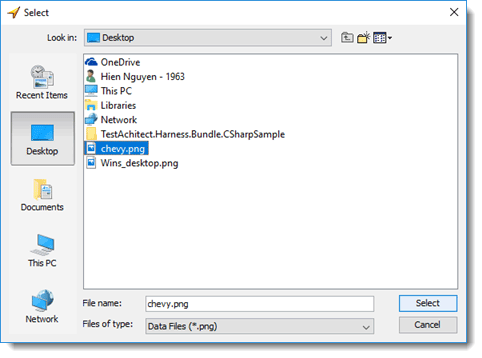 Select
Look in: Desktop
Recent Items
Desktop
Documents
This PC
Network
OneDrive
Hien Nguyen - 1963
This PC
Libraries
Network
TestAchitect.Harness.Bundle.CSharpSample
chevy.png
Wins_desktop.png
File name: chevy.png Select
Files of type: Data Files (*.png) Cancel